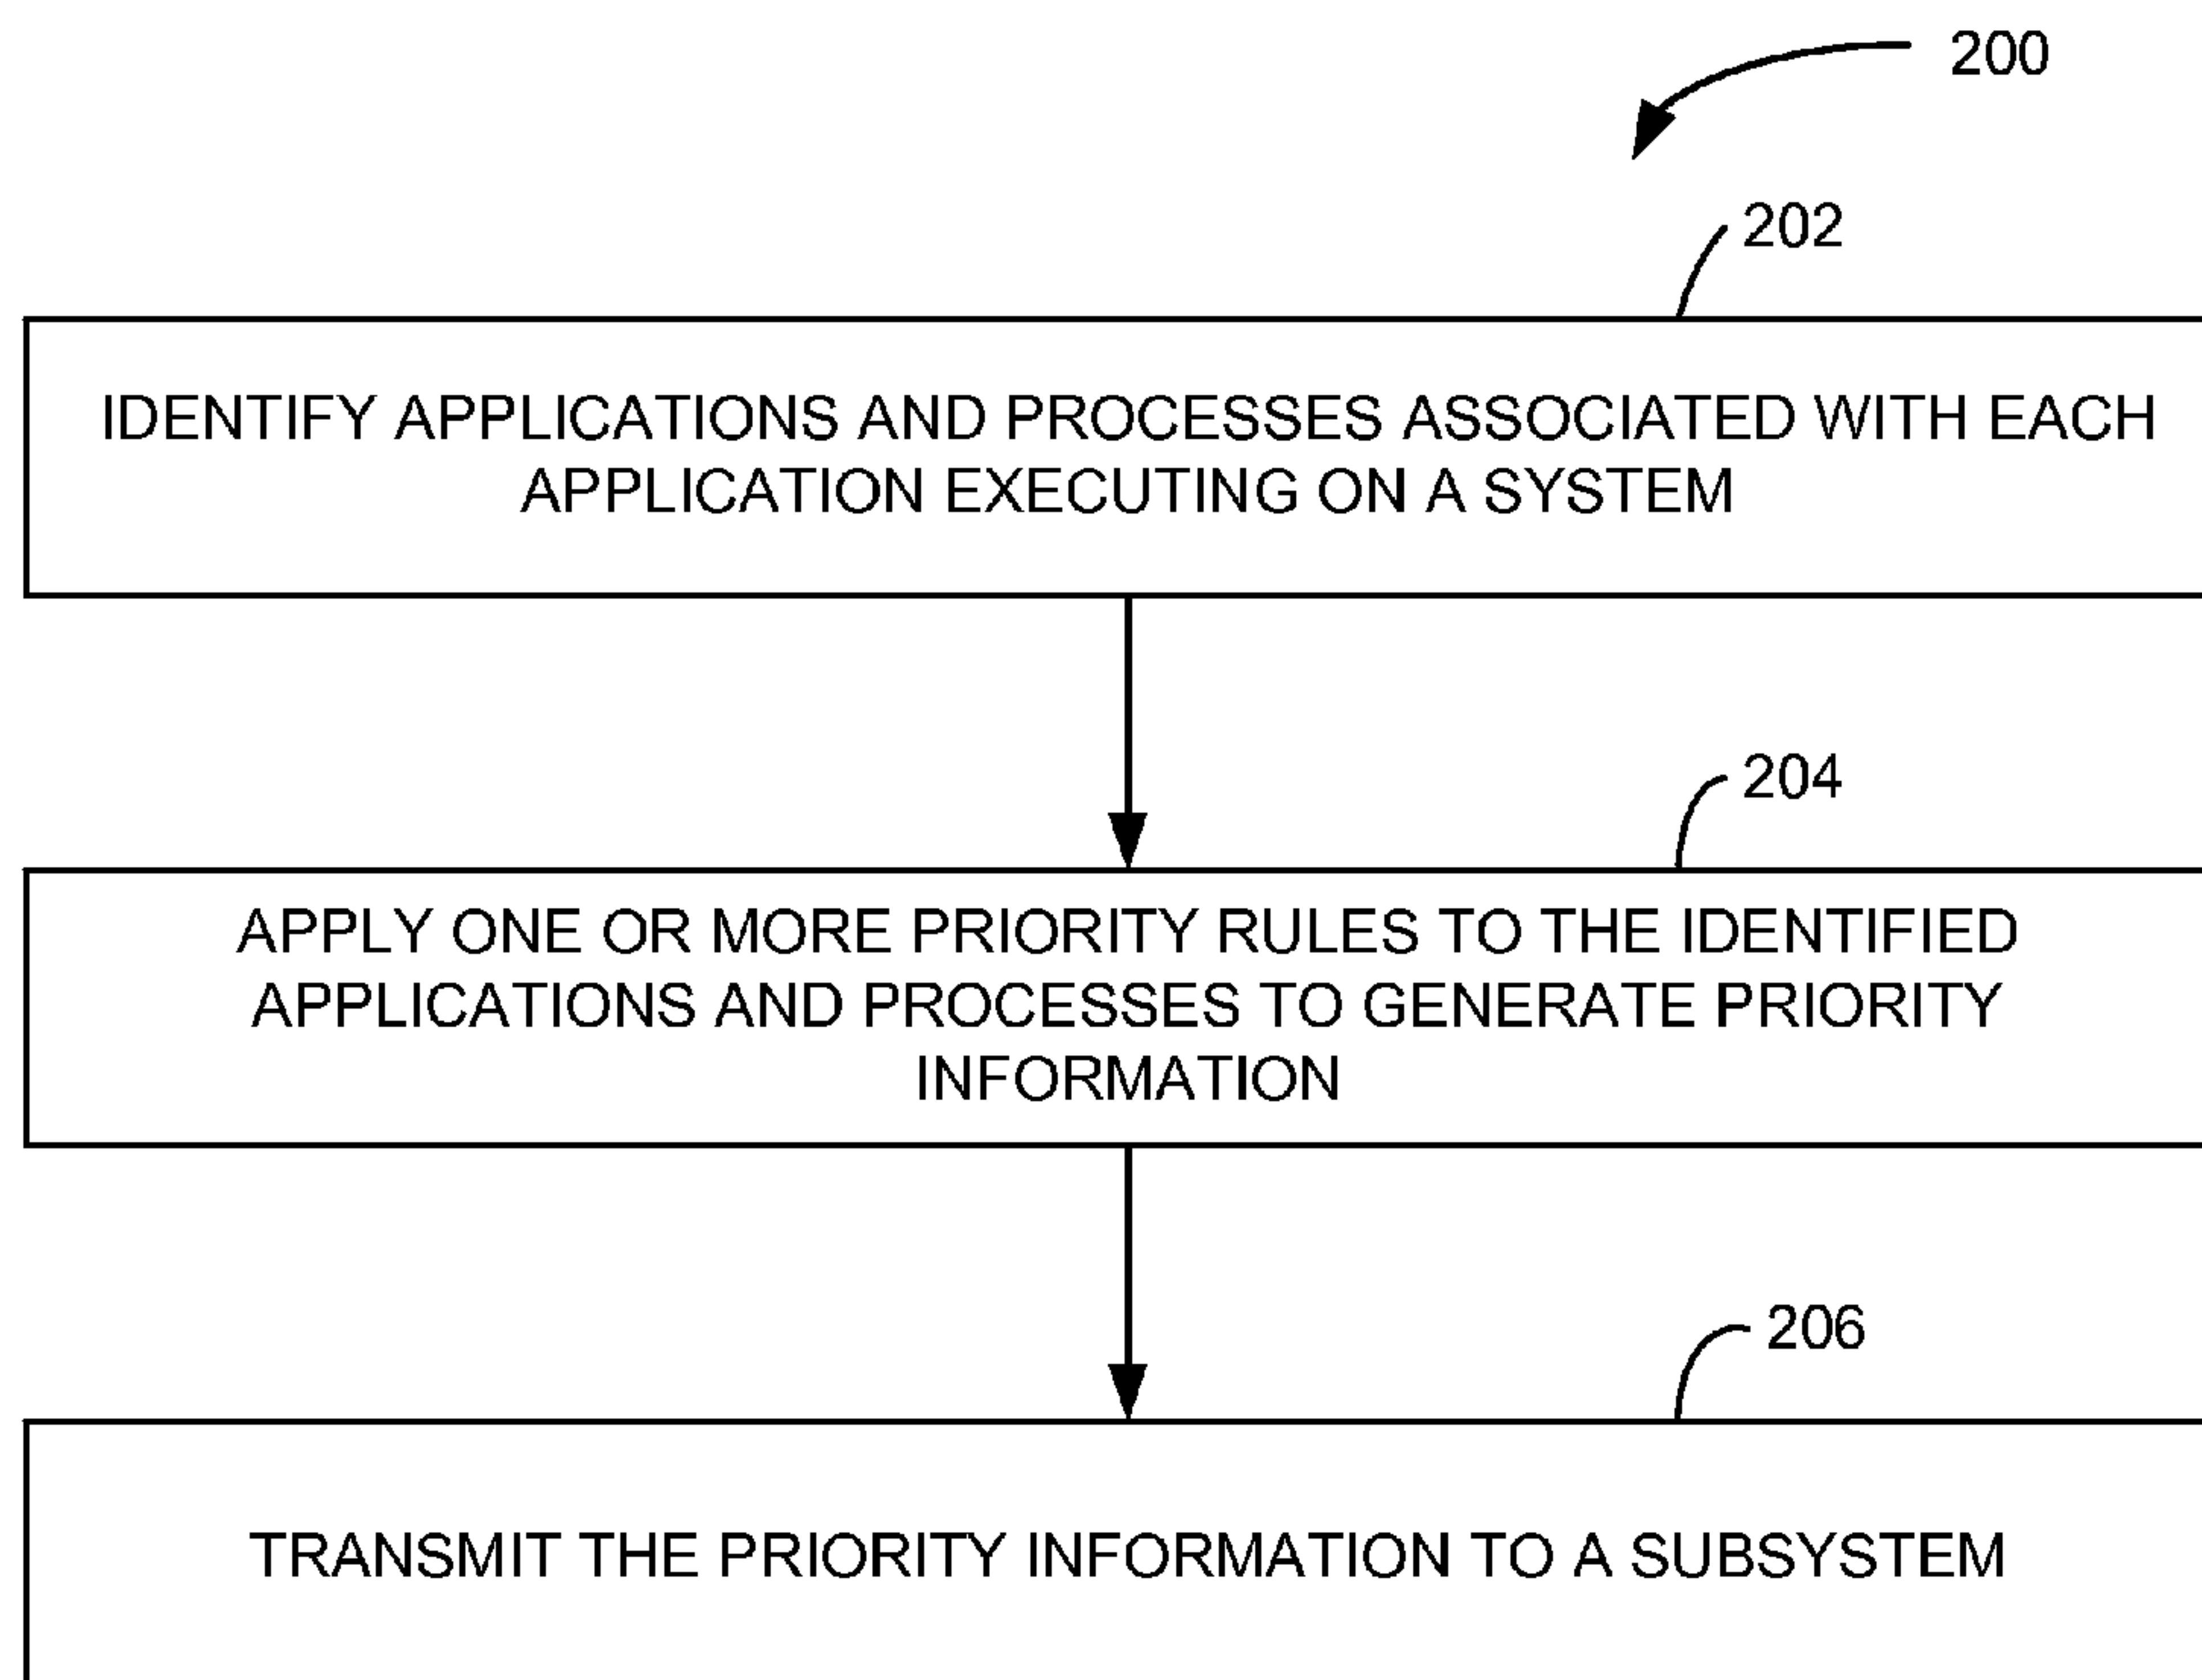 200
202
IDENTIFY APPLICATIONS AND PROCESSES ASSOCIATED WITH EACH
APPLICATION EXECUTING ON A SYSTEM
204
APPLY ONE OR MORE PRIORITY RULES TO THE IDENTIFIED
APPLICATIONS AND PROCESSES TO GENERATE PRIORITY
INFORMATION
206
TRANSMIT THE PRIORITY INFORMATION TO A SUBSYSTEM